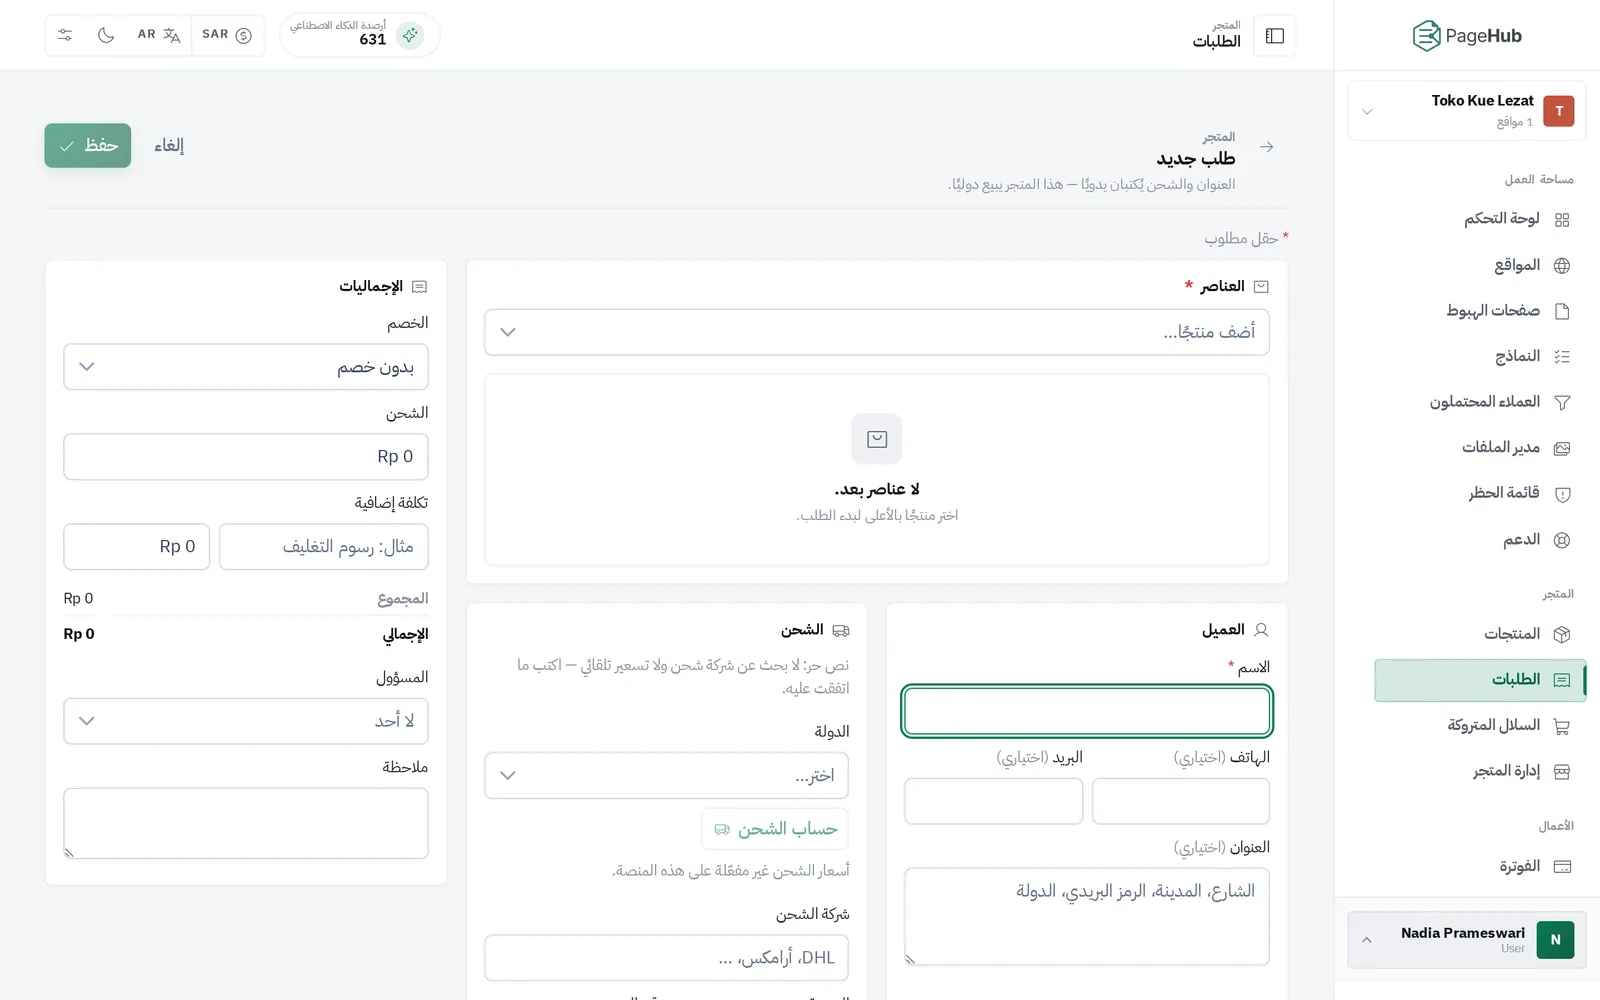 PageHub
T
Toko Kue Lezat
1 مواقع
مساحة العمل
لوحة التحكم
المواقع
صفحات الهبوط
النماذج
العملاء المحتملون
مدير الملفات
قائمة الحظر
الدعم
المتجر
المنتجات
الطلبات
السلال المتروكة
إدارة المتجر
الأعمال
الفوترة
N
Nadia Prameswari
User
المتجر
الطلبات
أرصدة الذكاء الاصطناعي
631
SAR
AR
المتجر
طلب جديد
العنوان والشحن يُكتبان يدويًا — هذا المتجر يبيع دوليًا.
إلغاء
حفظ
* حقل مطلوب
العناصر *
أضف منتجًا...
لا عناصر بعد.
اختر منتجًا بالأعلى لبدء الطلب.
العميل
الاسم *
الهاتف (اختياري)
البريد (اختياري)
العنوان (اختياري)
الشارع، المدينة، الرمز البريدي، الدولة
الشحن
نص حر: لا بحث عن شركة شحن ولا تسعير تلقائي — اكتب ما
اتفقت عليه.
الدولة
اختر...
حساب الشحن
أسعار الشحن غير مفعّلة على هذه المنصة.
شركة الشحن
DHL، أرامكس، ...
الإجماليات
الخصم
بدون خصم
الشحن
Rp 0
تكلفة إضافية
مثال: رسوم التغليف
Rp 0
المجموع
Rp 0
الإجمالي
Rp 0
المسؤول
لا أحد
ملاحظة